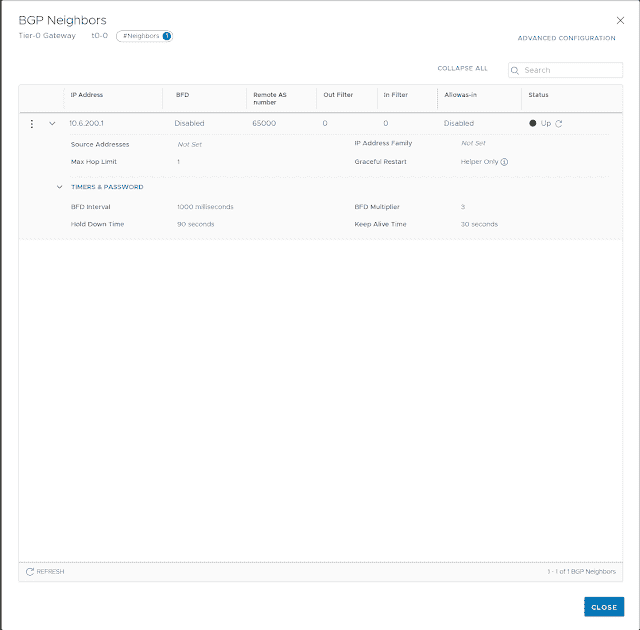 BGP Neighbors
Tier-0 Gateway t0-0 #Neighbors 1
ADVANCED CONFIGURATION
COLLAPSE ALL Search
IP Address BFD Remote AS number Out Filter In Filter Allowas-in Status
10.6.200.1 Disabled 65000 0 0 Disabled Up
Source Addresses Not Set IP Address Family Not Set
Max Hop Limit 1 Graceful Restart Helper Only
TIMERS & PASSWORD
BFD Interval 1000 milliseconds BFD Multiplier 3
Hold Down Time 90 seconds Keep Alive Time 30 seconds
REFRESH 1 - 1 of 1 BGP Neighbors
CLOSE